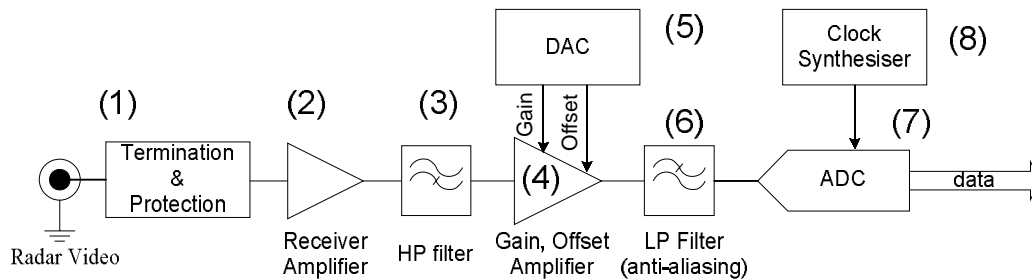 (1)
Termination
&
Protection
Radar Video
(2)
Receiver
Amplifier
(3)
HP filter
DAC
(5)
Gain
Offset
(4)
Gain, Offset
Amplifier
(6)
LP Filter
(anti-aliasing)
Clock
Synthesiser
(8)
(7)
ADC
data